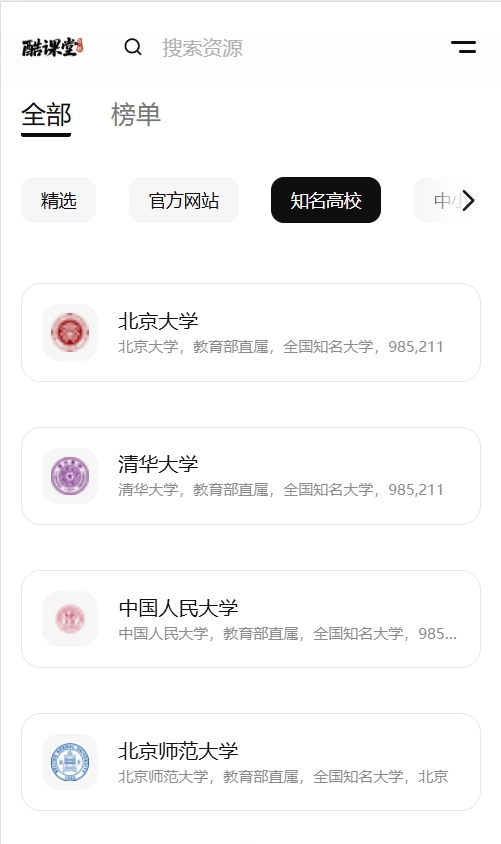 酷课堂
搜索资源
全部 榜单
精选 官方网站 知名高校 中小
北京大学
北京大学，教育部直属，全国知名大学，985,211
清华大学
清华大学，教育部直属，全国知名大学，985,211
中国人民大学
中国人民大学，教育部直属，全国知名大学，985...
北京师范大学
北京师范大学，教育部直属，全国知名大学，北京